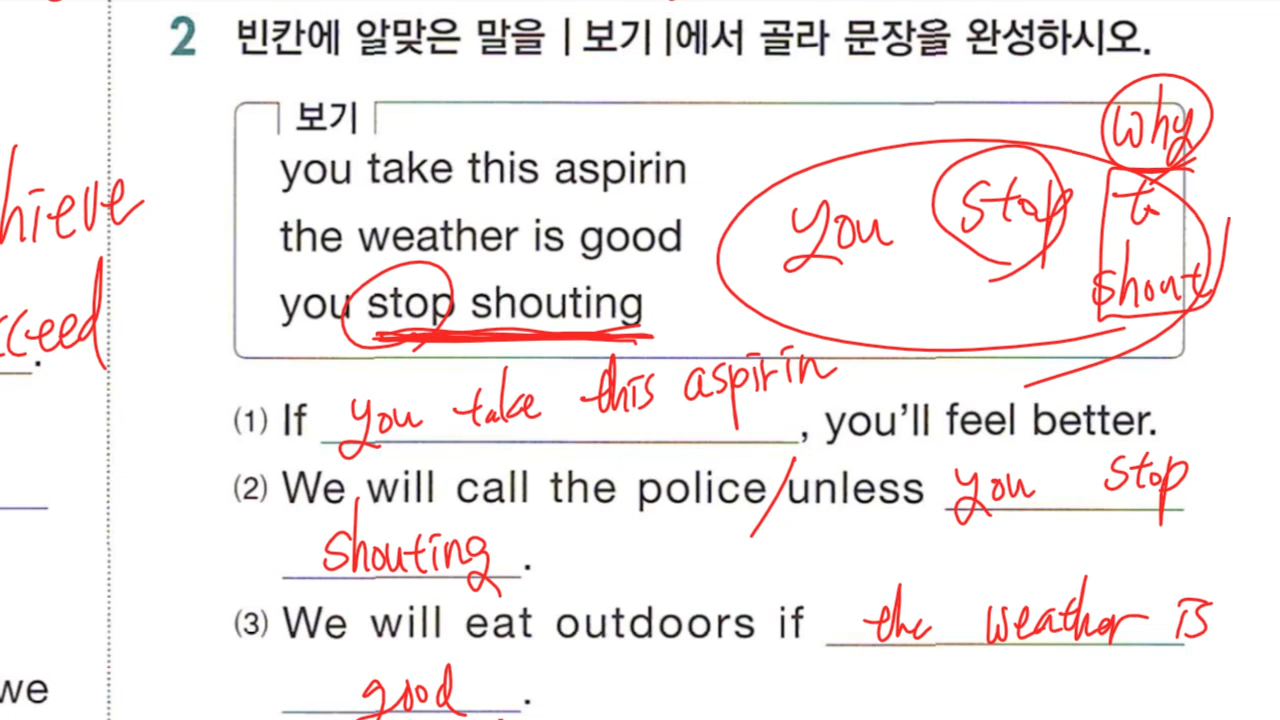 2 빈칸에 알맞은 말을 | 보기 |에서 골라 문장을 완성하시오.
보기
why
you take this aspirin
you stop to
the weather is good
shout
you stop shouting
hieve
cceed
.
(1) If you take this aspirin, you'll feel better.
(2) We will call the police/unless you stop
shouting.
(3) We will eat outdoors if the weather is
good.
we